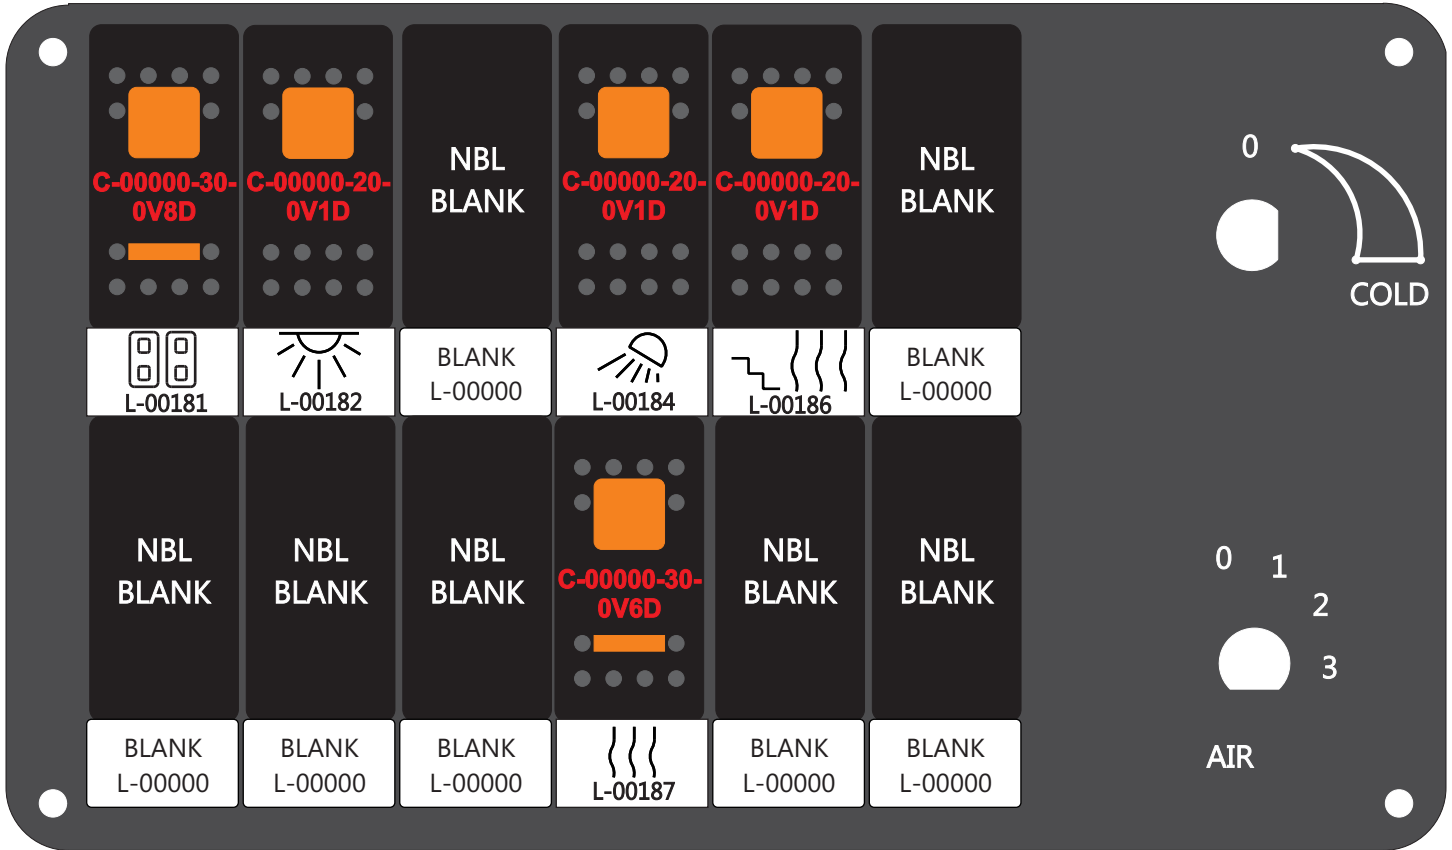 C-00000-30-
0V8D
C-00000-20-
0V1D
NBL
BLANK
C-00000-20-
0V1D
C-00000-20-
0V1D
NBL
BLANK
0
COLD
L-00181
L-00182
BLANK
L-00000
L-00184
L-00186
BLANK
L-00000
NBL
BLANK
NBL
BLANK
NBL
BLANK
C-00000-30-
0V6D
NBL
BLANK
NBL
BLANK
0
1
2
3
AIR
BLANK
L-00000
BLANK
L-00000
BLANK
L-00000
L-00187
BLANK
L-00000
BLANK
L-00000